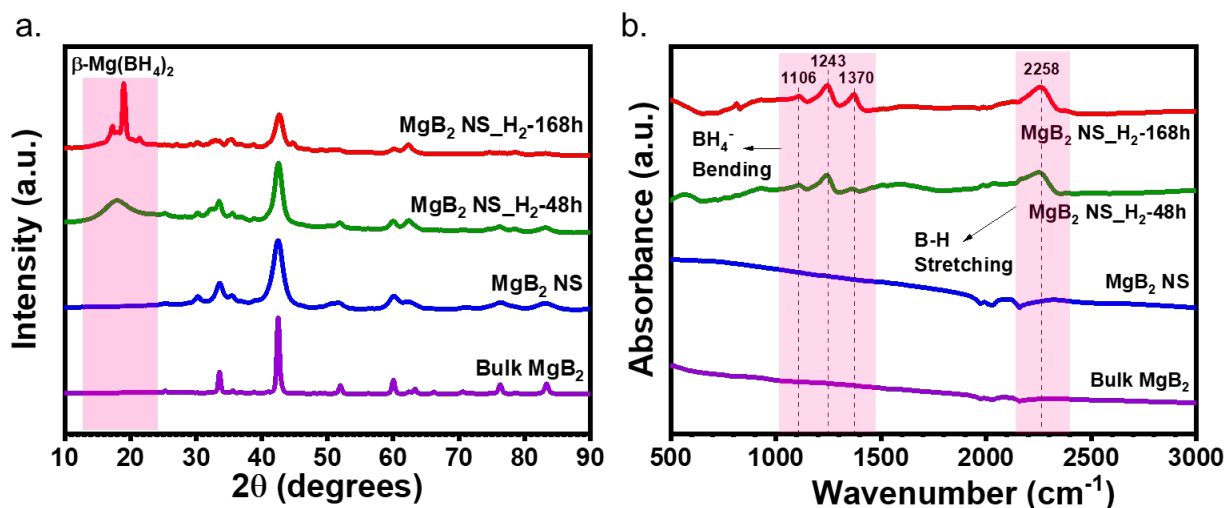 a.
β-Mg(BH₄)₂
MgB₂ NS_H₂-168h
MgB₂ NS_H₂-48h
MgB₂ NS
Bulk MgB₂
Intensity (a.u.)
10 20 30 40 50 60 70 80 90
2θ (degrees)
b.
1106 1243 1370 2258
BH₄⁻
Bending
MgB₂ NS_H₂-168h
MgB₂ NS_H₂-48h
B-H
Stretching
MgB₂ NS
Bulk MgB₂
Absorbance (a.u.)
500 1000 1500 2000 2500 3000
Wavenumber (cm⁻¹)